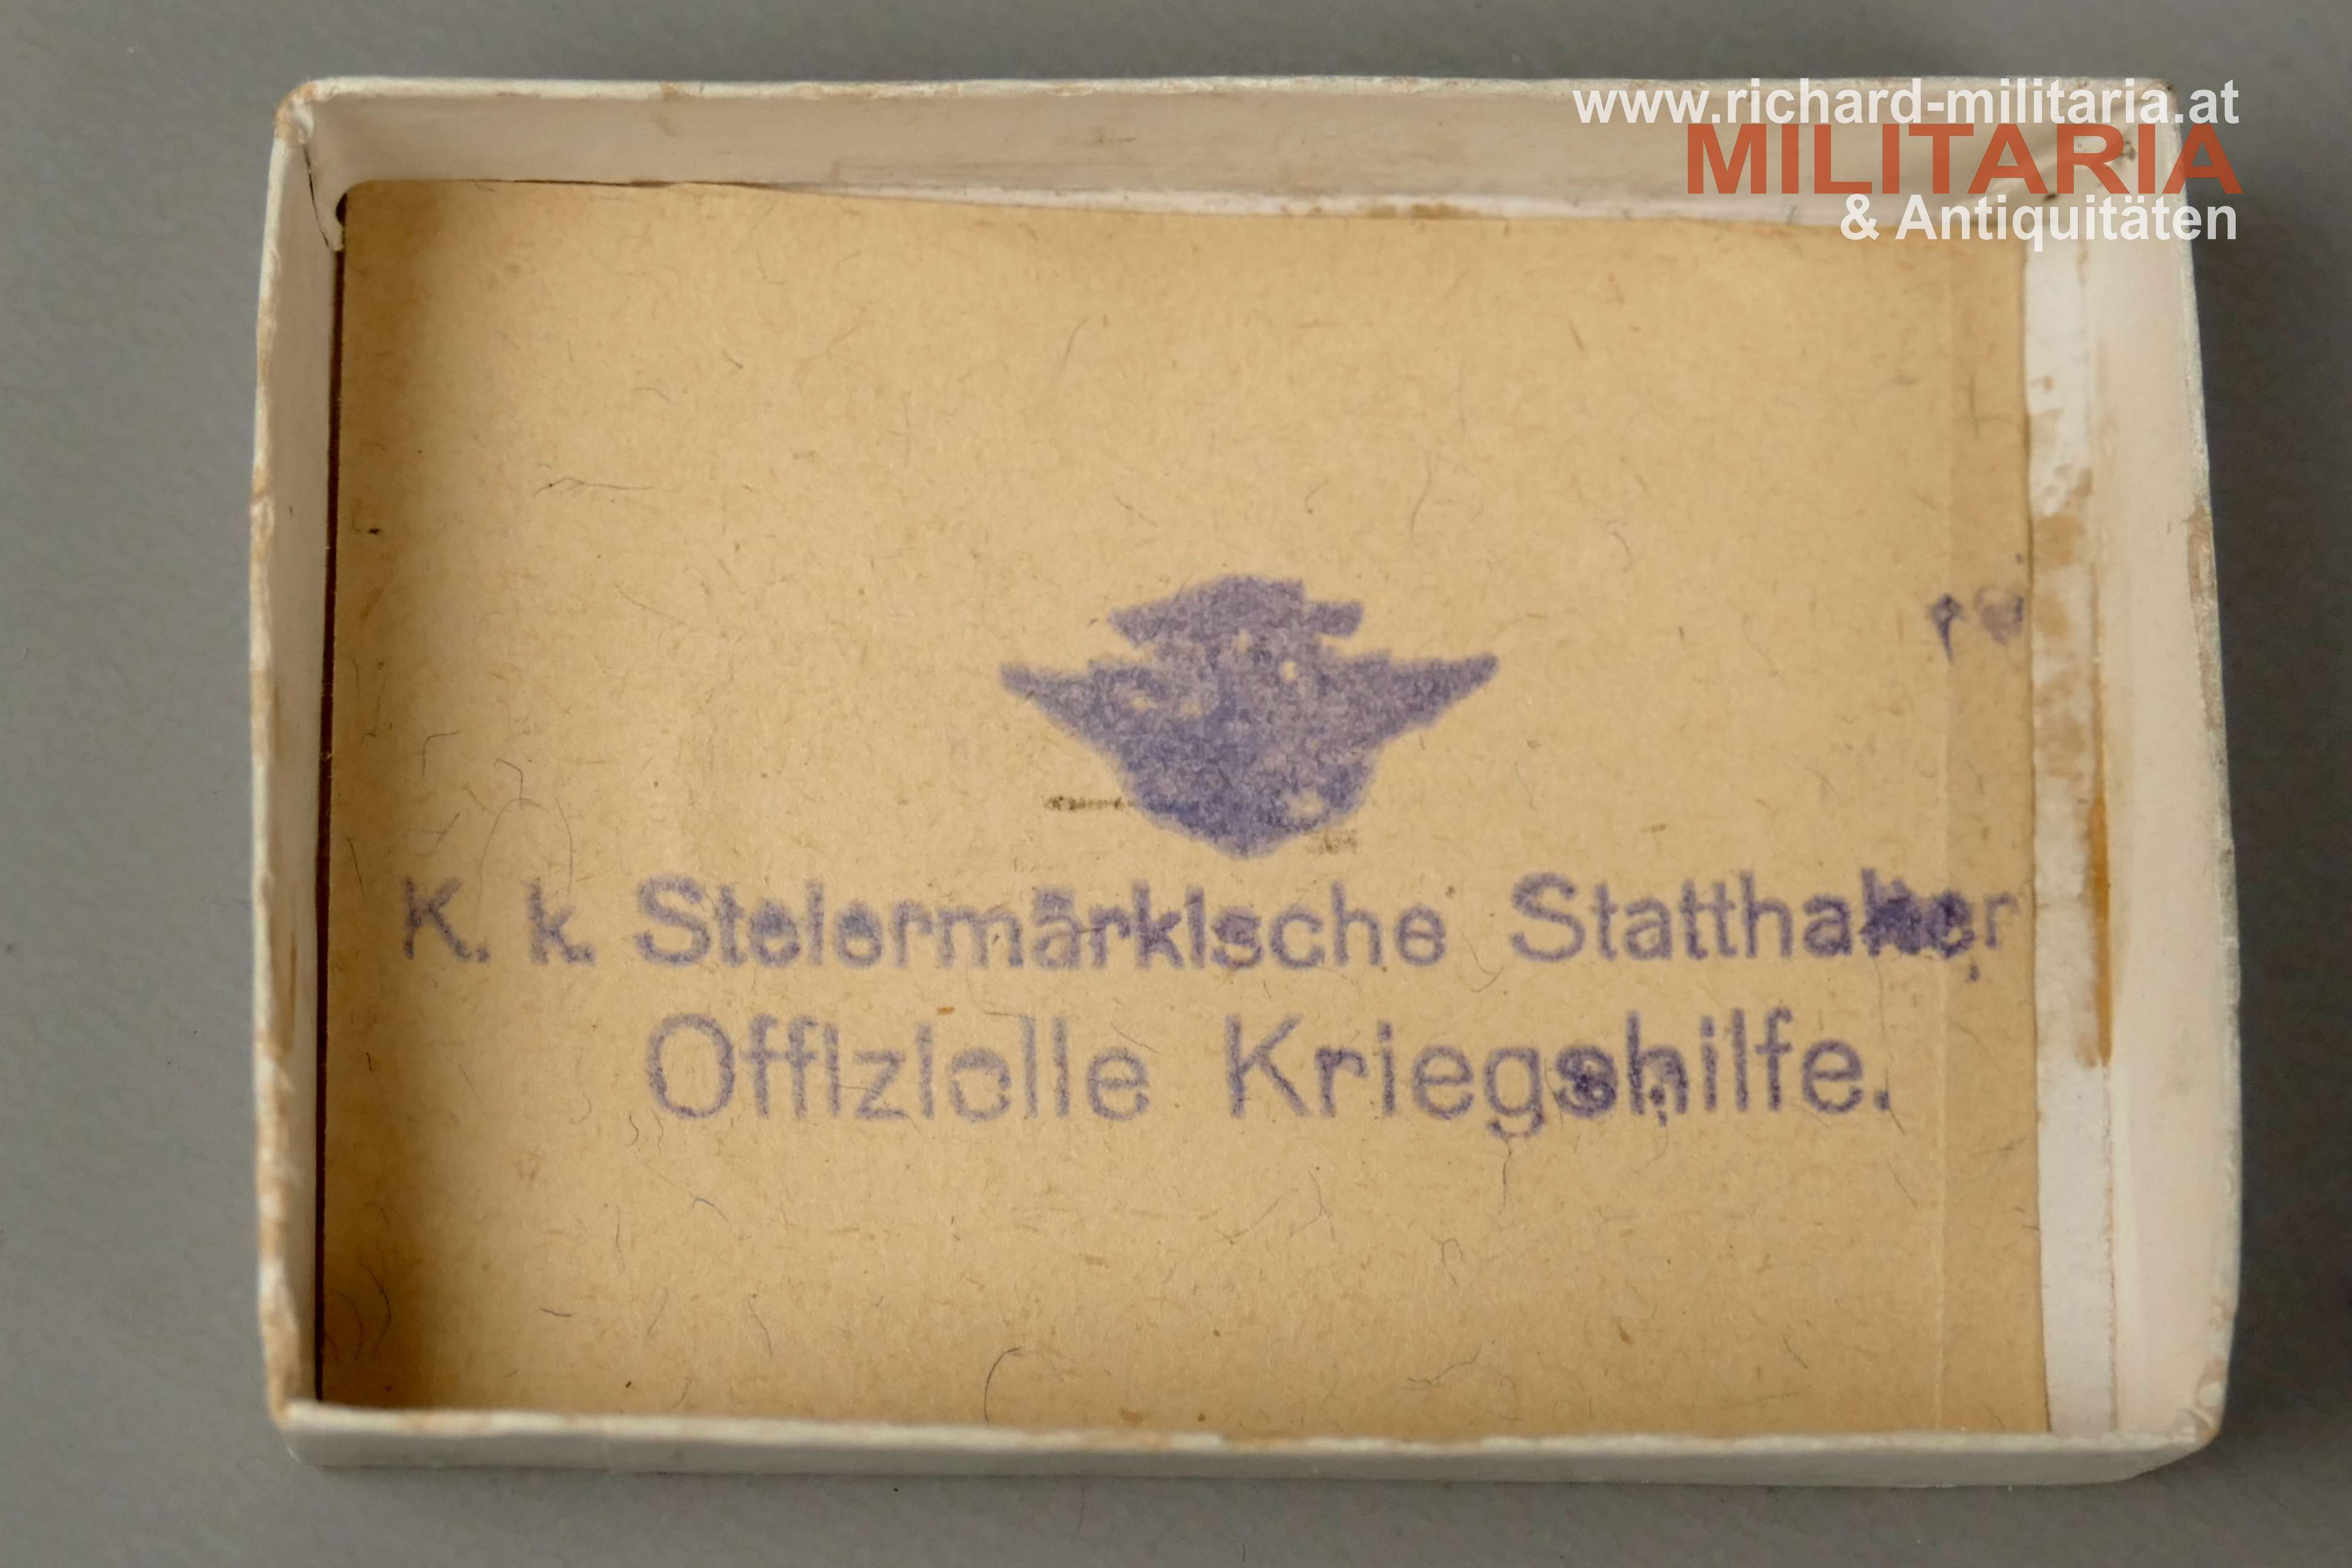 www.richard-militaria.at
MILITARIA
& Antiquitäten
K. k. Steiermärkische Statthalter
Offizielle Kriegshilfe.